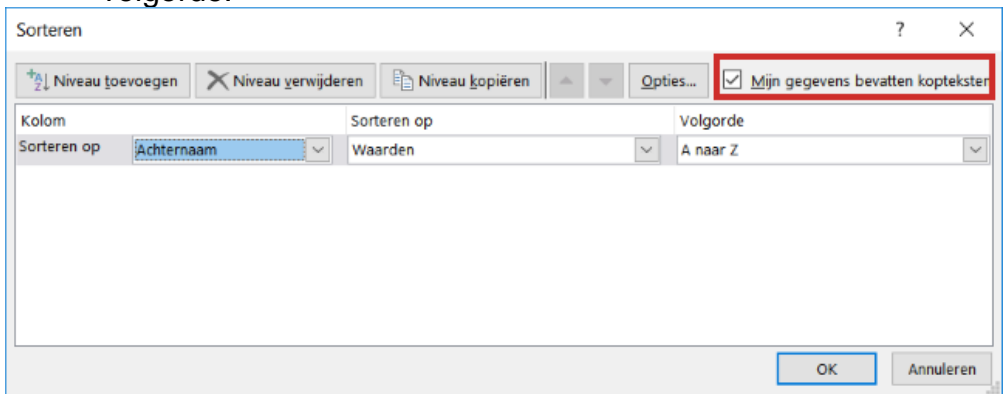 volgorde.
Sorteren ? ×
Niveau toevoegen Niveau verwijderen Niveau kopiëren Opties... Mijn gegevens bevatten kopteksten
Kolom Sorteren op Volgorde
Sorteren op Achternaam Waarden A naar Z
OK Annuleren